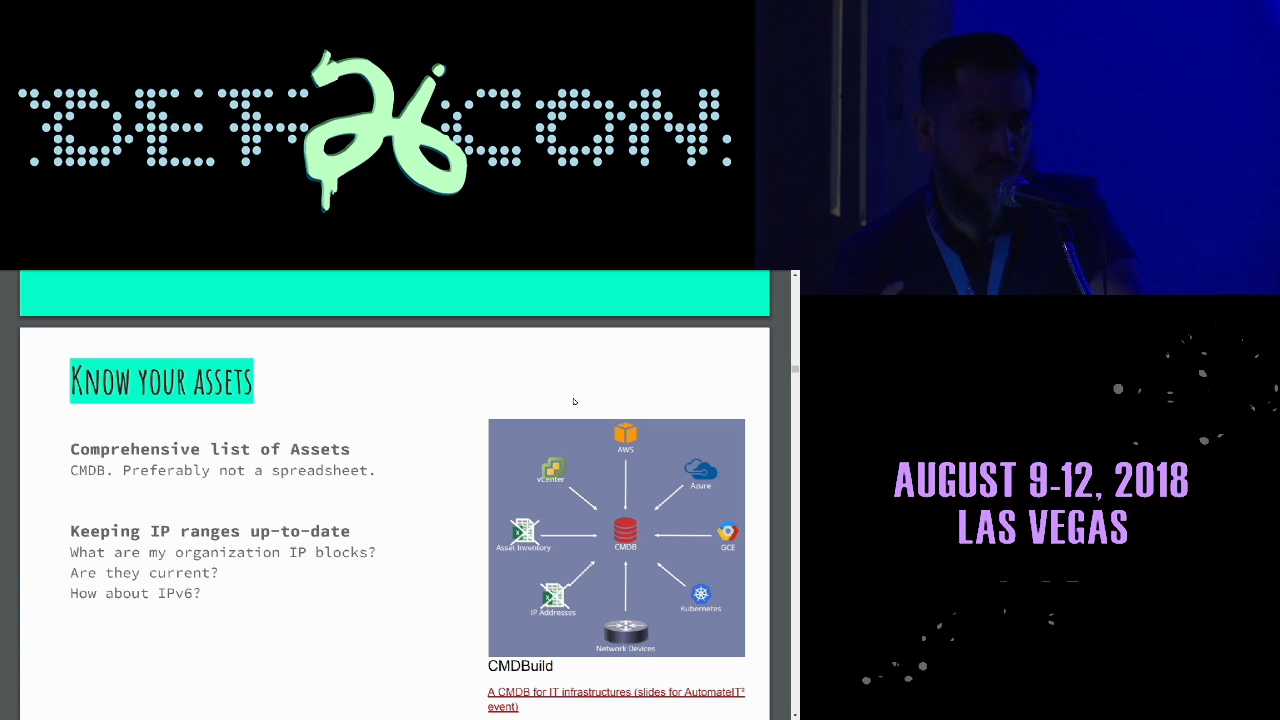 DEF 26 CON
KNOW YOUR ASSETS
Comprehensive list of Assets
CMDB. Preferably not a spreadsheet.
Keeping IP ranges up-to-date
What are my organization IP blocks?
Are they current?
How about IPv6?
AWS
vCenter
Azure
Asset Inventory
CMDB
GCE
IP Addresses
Kubernetes
Network Devices
CMDBuild
A CMDB for IT infrastructures (slides for AutomateIT²
event)
AUGUST 9-12, 2018
LAS VEGAS